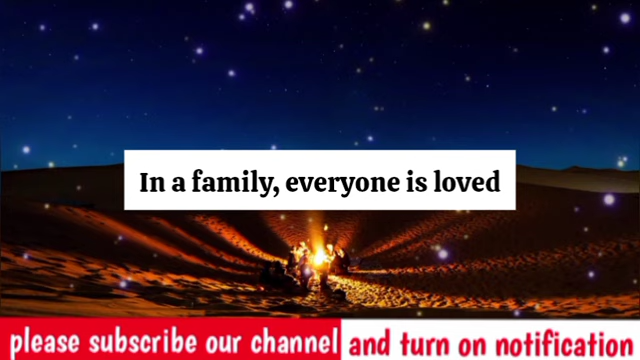 In a family, everyone is loved
please subscribe our channel and turn on notification